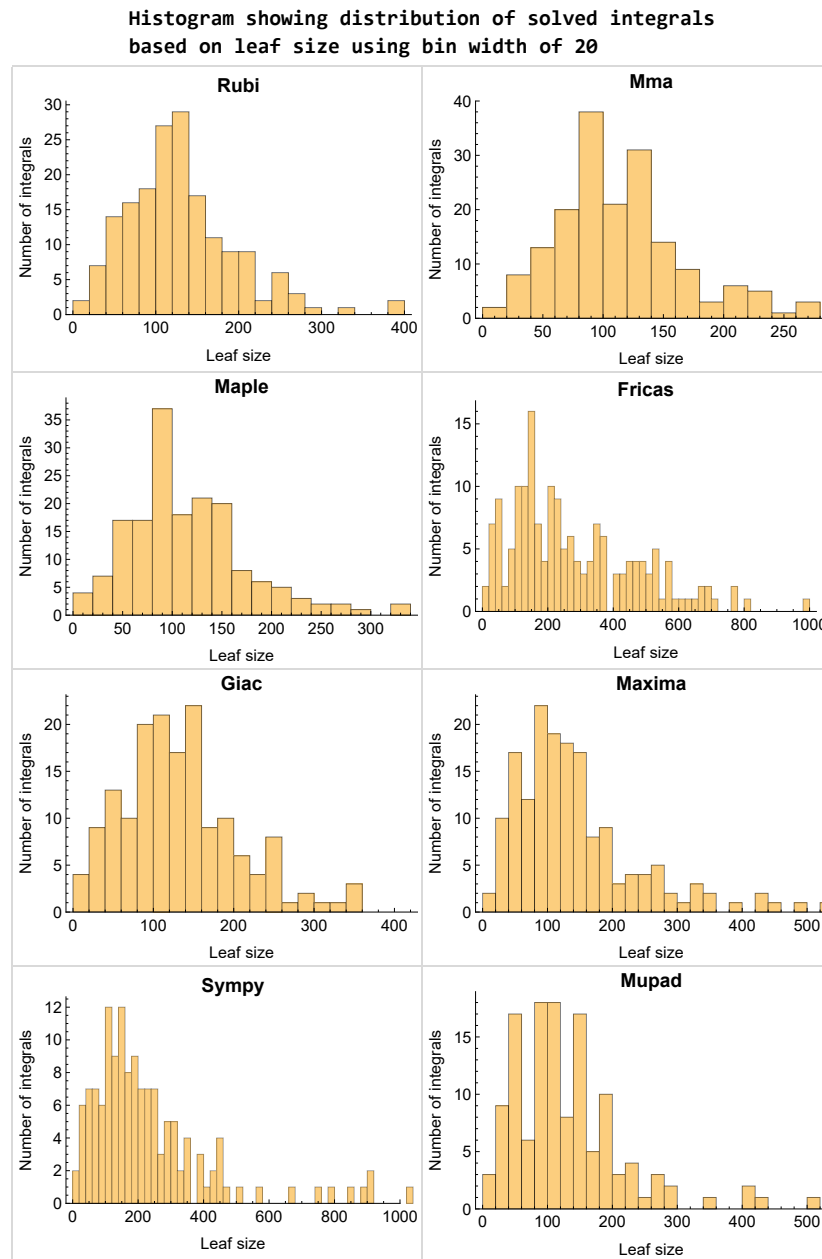 Histogram showing distribution of solved integrals
based on leaf size using bin width of 20
Rubi
Number of integrals
30
25
20
15
10
5
0
0 100 200 300 400
Leaf size
Mma
Number of integrals
40
30
20
10
0
0 50 100 150 200 250
Leaf size
Maple
Number of integrals
35
30
25
20
15
10
5
0
0 50 100 150 200 250 300
Leaf size
Fricas
Number of integrals
15
10
5
0
0 200 400 600 800 1000
Leaf size
Giac
Number of integrals
20
15
10
5
0
0 100 200 300 400
Leaf size
Maxima
Number of integrals
20
15
10
5
0
0 100 200 300 400 500
Leaf size
Sympy
Number of integrals
12
10
8
6
4
2
0
0 200 400 600 800 1000
Leaf size
Mupad
Number of integrals
15
10
5
0
0 100 200 300 400 500
Leaf size